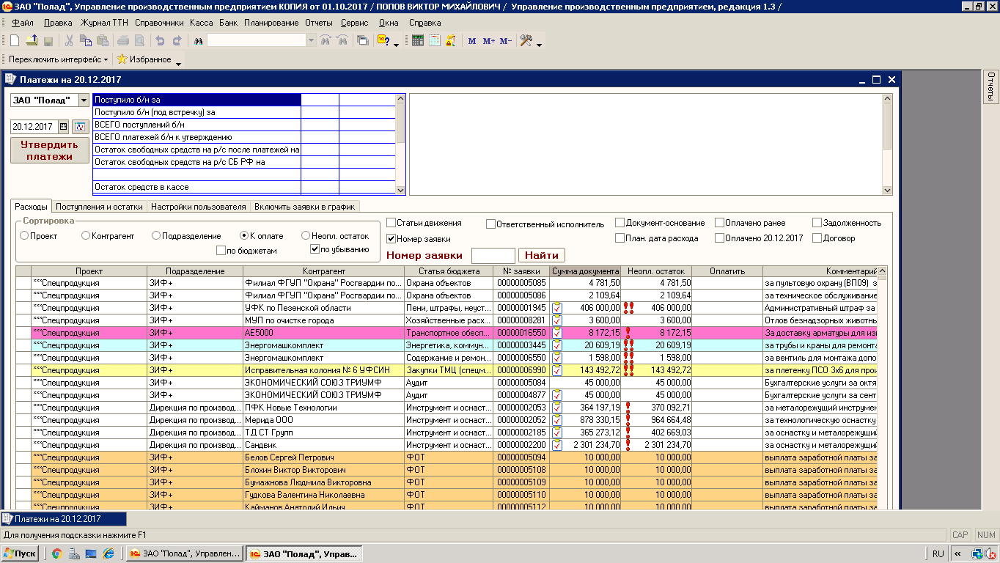 ЗАО "Полад", Управление производственным предприятием КОПИЯ от 01.10.2017 / ПОПОВ ВИКТОР МИХАЙЛОВИЧ / Управление производственным предприятием, редакция 1.3 /
Файл Правка Журнал ТТН Справочники Касса Банк Планирование Отчеты Сервис Окна Справка
M M+ M-
Переключить интерфейс Избранное
Платежи на 20.12.2017
Отчеты
ЗАО "Полад"
20.12.2017
Утвердить платежи
Поступило б/н за
Поступило б/н (под встречку) за
ВСЕГО поступлений б/н
ВСЕГО платежей б/н к утверждению
Остаток свободных средств на р/с после платежей на
Остаток свободных средств на р/с СБ РФ на
Остаток средств в кассе
Расходы Поступления и остатки Настройки пользователя Включить заявки в график
Сортировка
Проект Контрагент Подразделение К оплате Неопл. остаток
по бюджетам по убыванию
Статьи движения Ответственный исполнитель Документ-основание Оплачено ранее Задолженность
Номер заявки План. дата расхода Оплачено 20.12.2017 Договор
Номер заявки Найти
Проект Подразделение Контрагент Статья бюджета № заявки Сумма документа Неопл. остаток Оплатить Комментарий
***Спецпродукция ЗИФ+ Филиал ФГУП "Охрана" Росгвардии по... Охрана объектов 00000005085 4 781,50 4 781,50 за пультовую охрану (ВП09) з
***Спецпродукция ЗИФ+ Филиал ФГУП "Охрана" Росгвардии по... Охрана объектов 00000005086 2 109,64 2 109,64 за техническое обслуживание
***Спецпродукция ЗИФ+ УФК по Пезенской области Пени, штрафы, неуст... 00000001945 406 000,00 406 000,00 Административный штраф за
***Спецпродукция ЗИФ+ МУП по очистке города Хозяйственные расх... 00000008281 3 600,00 3 600,00 Отлов безнадзорных животны
***Спецпродукция ЗИФ+ АЕ5000 Транспортное обесп... 00000016550 8 172,15 8 172,15 За доставку арматуры для из
***Спецпродукция ЗИФ+ Энергомашкомплект Энергетика, коммун... 00000003445 20 609,19 20 609,19 за трубы и краны для ремонта
***Спецпродукция ЗИФ+ Энергомашкомплект Содержание и ремон... 00000006550 1 598,00 1 598,00 за вентиль для монтажа допо
***Спецпродукция ЗИФ+ Исправительная колония № 6 УФСИН Закупки ТМЦ (спецм... 00000006990 143 492,72 143 492,72 за плетенку ПСО 3х6 для прои
***Спецпродукция ЗИФ+ ЭКОНОМИЧЕСКИЙ СОЮЗ ТРИУМФ Аудит 00000005084 45 000,00 45 000,00 Бухгалтерские услуги за октя
***Спецпродукция ЗИФ+ ЭКОНОМИЧЕСКИЙ СОЮЗ ТРИУМФ Аудит 00000004877 45 000,00 45 000,00 Бухгалтерские услуги за сент
***Спецпродукция Дирекция по производ... ПФК Новые Технологии Инструмент и оснаст... 00000002053 364 197,19 370 092,71 за металорежущий инструмен
***Спецпродукция Дирекция по производ... Мерида ООО Инструмент и оснаст... 00000002052 878 330,15 964 664,48 за технологическую оснастку
***Спецпродукция Дирекция по производ... ТД СТ Групп Инструмент и оснаст... 00000002185 365 273,12 402 669,03 за оснастку и металорежущий
***Спецпродукция Дирекция по производ... Сандвик Инструмент и оснаст... 00000002200 2 301 234,70 2 301 234,70 за оснастку и металорежущий
***Спецпродукция ЗИФ+ Белов Сергей Петрович ФОТ 00000005094 10 000,00 10 000,00 выплата заработной платы за
***Спецпродукция ЗИФ+ Блохин Виктор Викторович ФОТ 00000005108 10 000,00 10 000,00 выплата заработной платы за
***Спецпродукция ЗИФ+ Бумажнова Людмила Викторовна ФОТ 00000005109 10 000,00 10 000,00 выплата заработной платы за
***Спецпродукция ЗИФ+ Гудкова Валентина Николаевна ФОТ 00000005110 10 000,00 10 000,00 выплата заработной платы за
***Спецпродукция ЗИФ+ Кайманов Анатолий Ильич ФОТ 00000005112 10 000,00 10 000,00 выплата заработной платы за
Платежи на 20.12.2017
Для получения подсказки нажмите F1 CAP NUM
Пуск ЗАО "Полад", Управлен... ЗАО "Полад", Управ... RU «